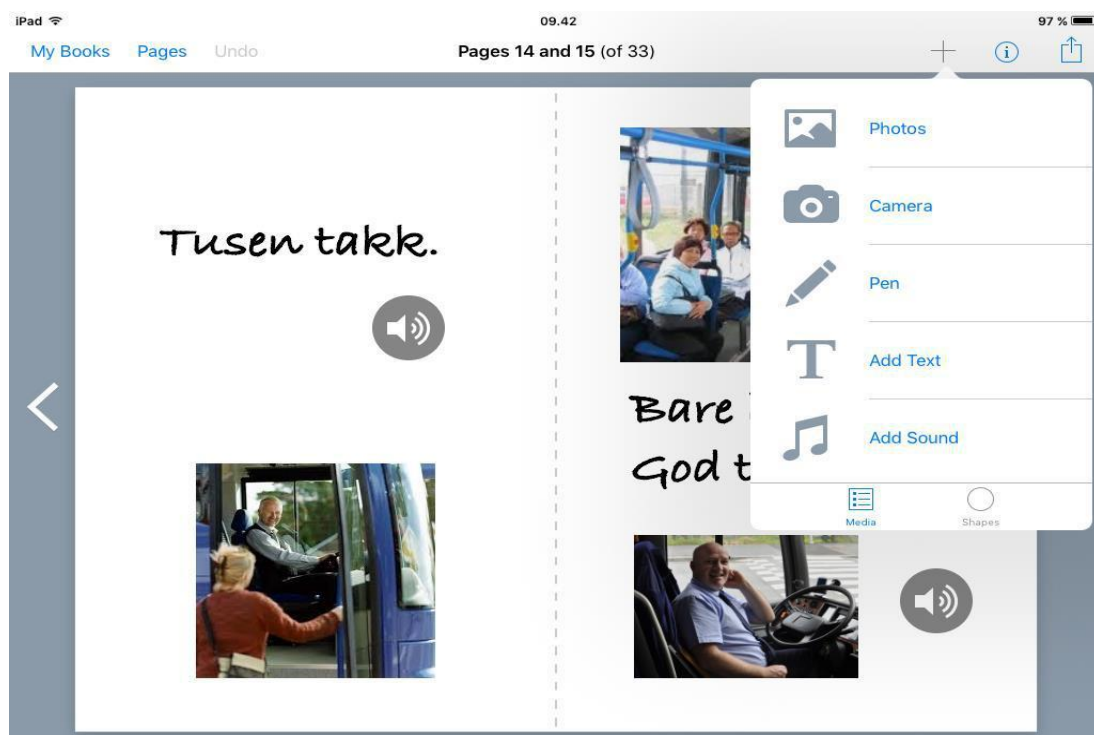 iPad 09.42 97 %
My Books Pages Undo Pages 14 and 15 (of 33)
Photos
Camera
Tusen takk.
Pen
Add Text
Bare
God
Add Sound
Media Shapes